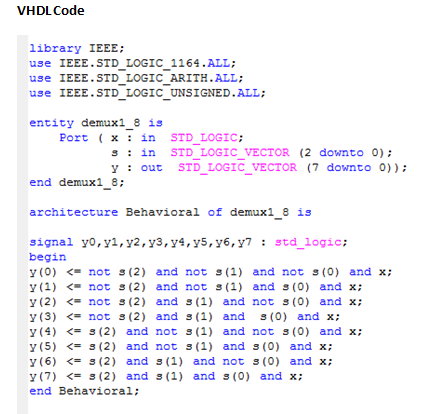 VHDLCode
library IEEE;
use IEEE.STD_LOGIC_1164.ALL;
use IEEE.STD_LOGIC_ARITH.ALL;
use IEEE.STD_LOGIC_UNSIGNED.ALL;
entity demux1_8 is
Port ( x : in STD_LOGIC;
s : in STD_LOGIC_VECTOR (2 downto 0);
y : out STD_LOGIC_VECTOR (7 downto 0));
end demux1_8;
architecture Behavioral of demux1_8 is
signal y0,y1,y2,y3,y4,y5,y6,y7 : std_logic;
begin
y(0) <= not s(2) and not s(1) and not s(0) and x;
y(1) <= not s(2) and not s(1) and s(0) and x;
y(2) <= not s(2) and s(1) and not s(0) and x;
y(3) <= not s(2) and s(1) and s(0) and x;
y(4) <= s(2) and not s(1) and not s(0) and x;
y(5) <= s(2) and not s(1) and s(0) and x;
y(6) <= s(2) and s(1) and not s(0) and x;
y(7) <= s(2) and s(1) and s(0) and x;
end Behavioral;